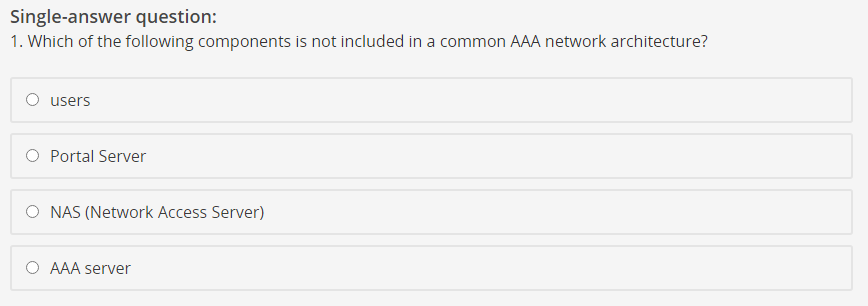 Single-answer question:
1. Which of the following components is not included in a common AAA network architecture?
users
Portal Server
NAS (Network Access Server)
AAA server